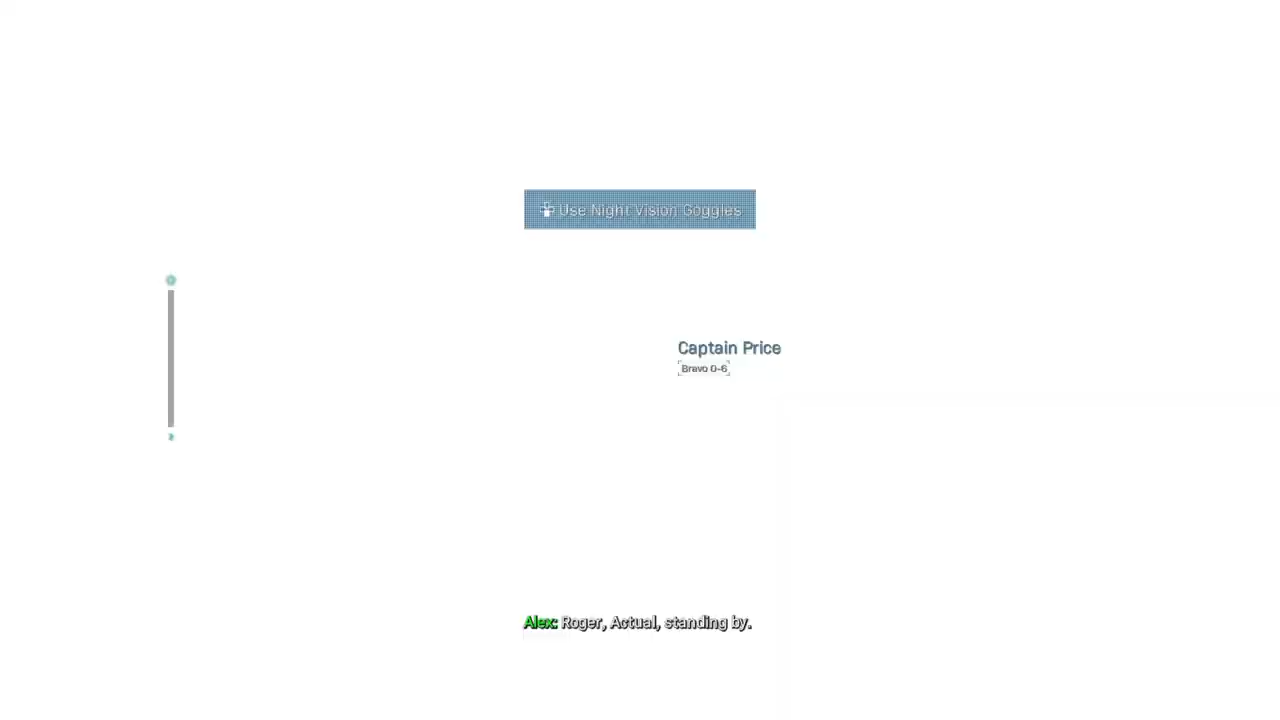 Use Night Vision Goggles
Captain Price
Bravo 0-6
Alex: Roger, Actual, standing by.